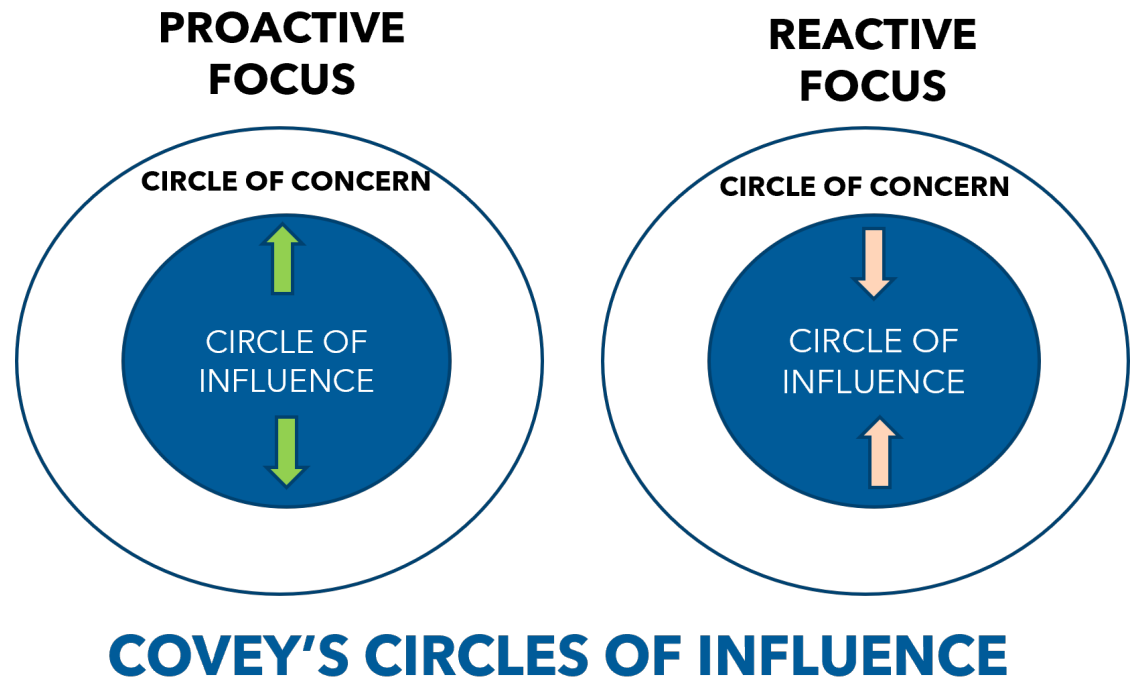 PROACTIVE
FOCUS
CIRCLE OF CONCERN
CIRCLE OF
INFLUENCE
REACTIVE
FOCUS
CIRCLE OF CONCERN
CIRCLE OF
INFLUENCE
COVEY’S CIRCLES OF INFLUENCE